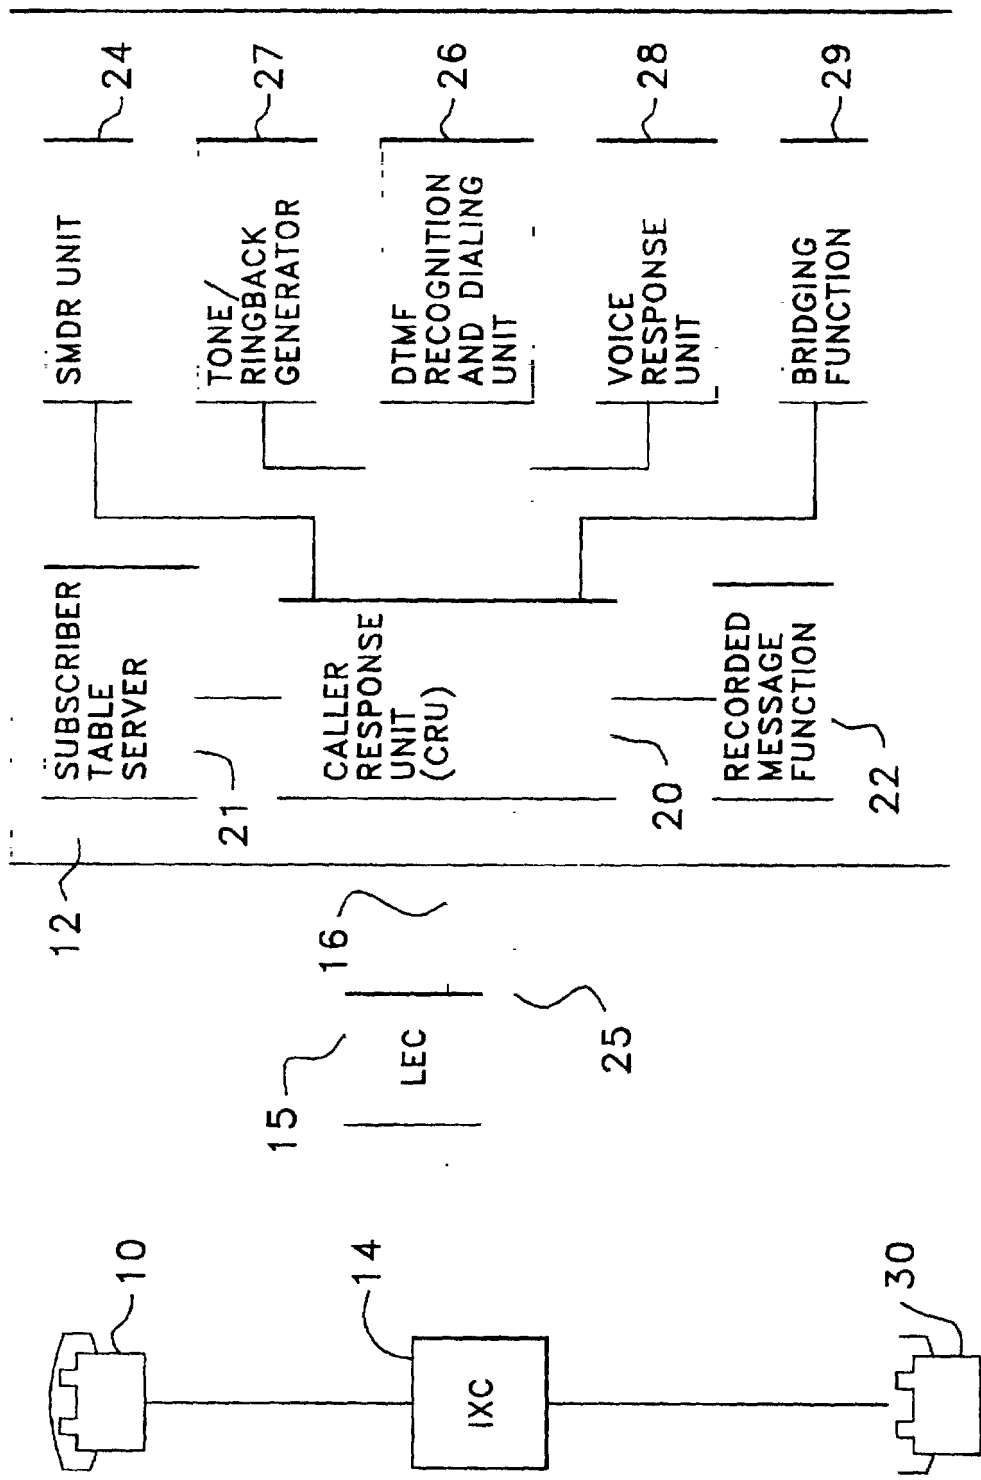 10
IXC
14
30
15
LEC
16
25
12
SUBSCRIBER
TABLE
SERVER
21
CALLER
RESPONSE
UNIT
(CRU)
20
RECORDED
MESSAGE
FUNCTION
22
SMDR UNIT
24
TONE/
RINGBACK
GENERATOR
27
DTMF
RECOGNITION
AND DIALING
UNIT
26
VOICE
RESPONSE
UNIT
28
BRIDGING
FUNCTION
29